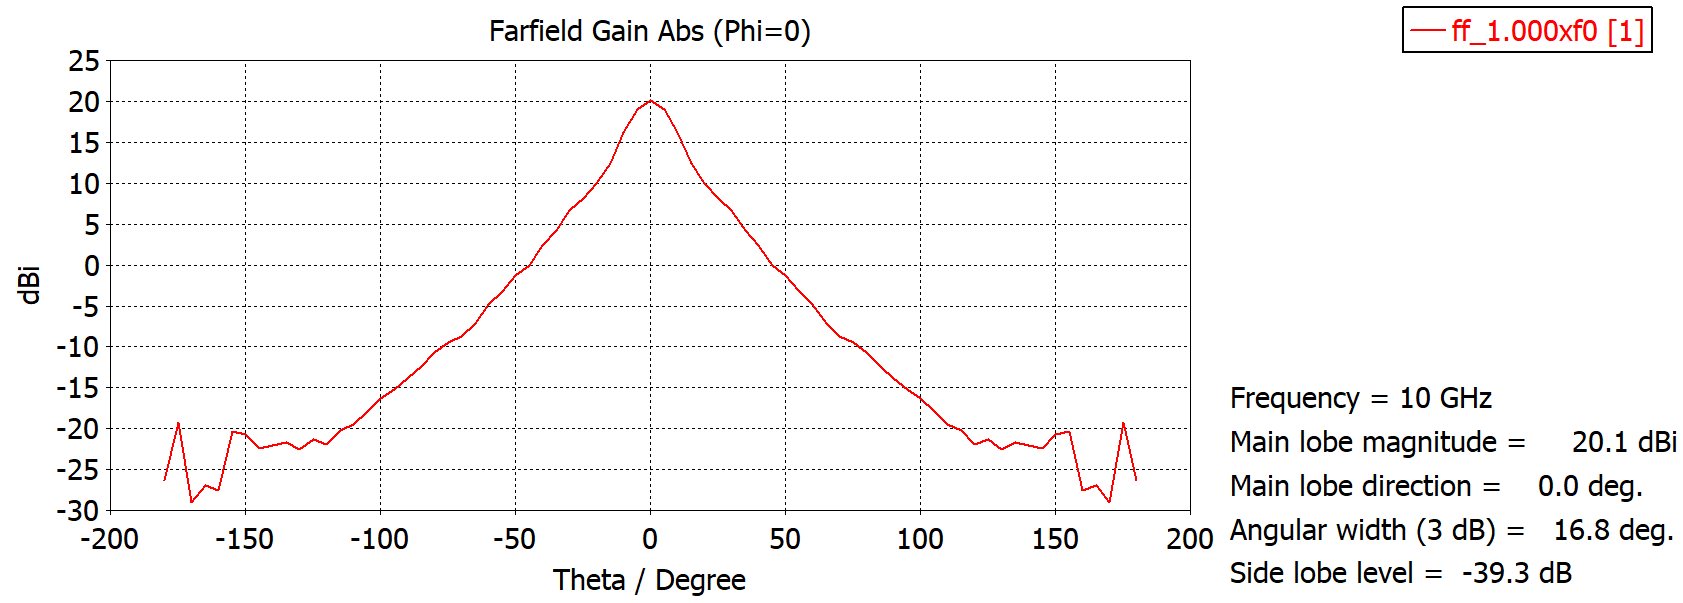 Farfield Gain Abs (Phi=0)
ff_1.000xf0 [1]
25
20
15
10
5
0
-5
-10
-15
-20
-25
-30
dBi
-200 -150 -100 -50 0 50 100 150 200
Theta / Degree
Frequency = 10 GHz
Main lobe magnitude = 20.1 dBi
Main lobe direction = 0.0 deg.
Angular width (3 dB) = 16.8 deg.
Side lobe level = -39.3 dB